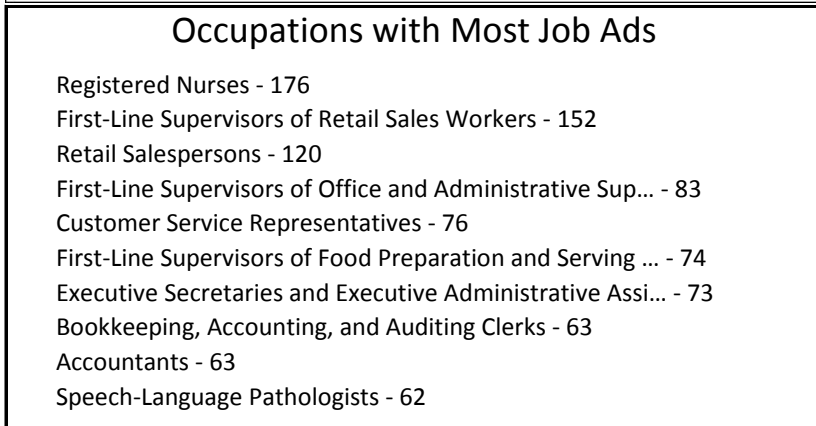 Occupations with Most Job Ads
Registered Nurses - 176
First-Line Supervisors of Retail Sales Workers - 152
Retail Salespersons - 120
First-Line Supervisors of Office and Administrative Sup... - 83
Customer Service Representatives - 76
First-Line Supervisors of Food Preparation and Serving ... - 74
Executive Secretaries and Executive Administrative Assi... - 73
Bookkeeping, Accounting, and Auditing Clerks - 63
Accountants - 63
Speech-Language Pathologists - 62